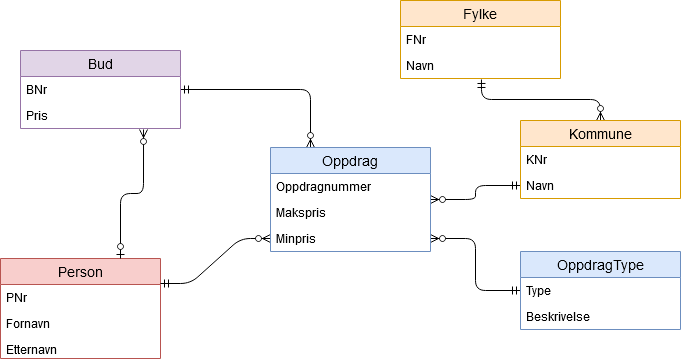 Fylke
FNr
Navn
Bud
BNr
Pris
Kommune
KNr
Navn
Oppdrag
Oppdragnummer
Makspris
Minpris
Person
PNr
Fornavn
Etternavn
OppdragType
Type
Beskrivelse